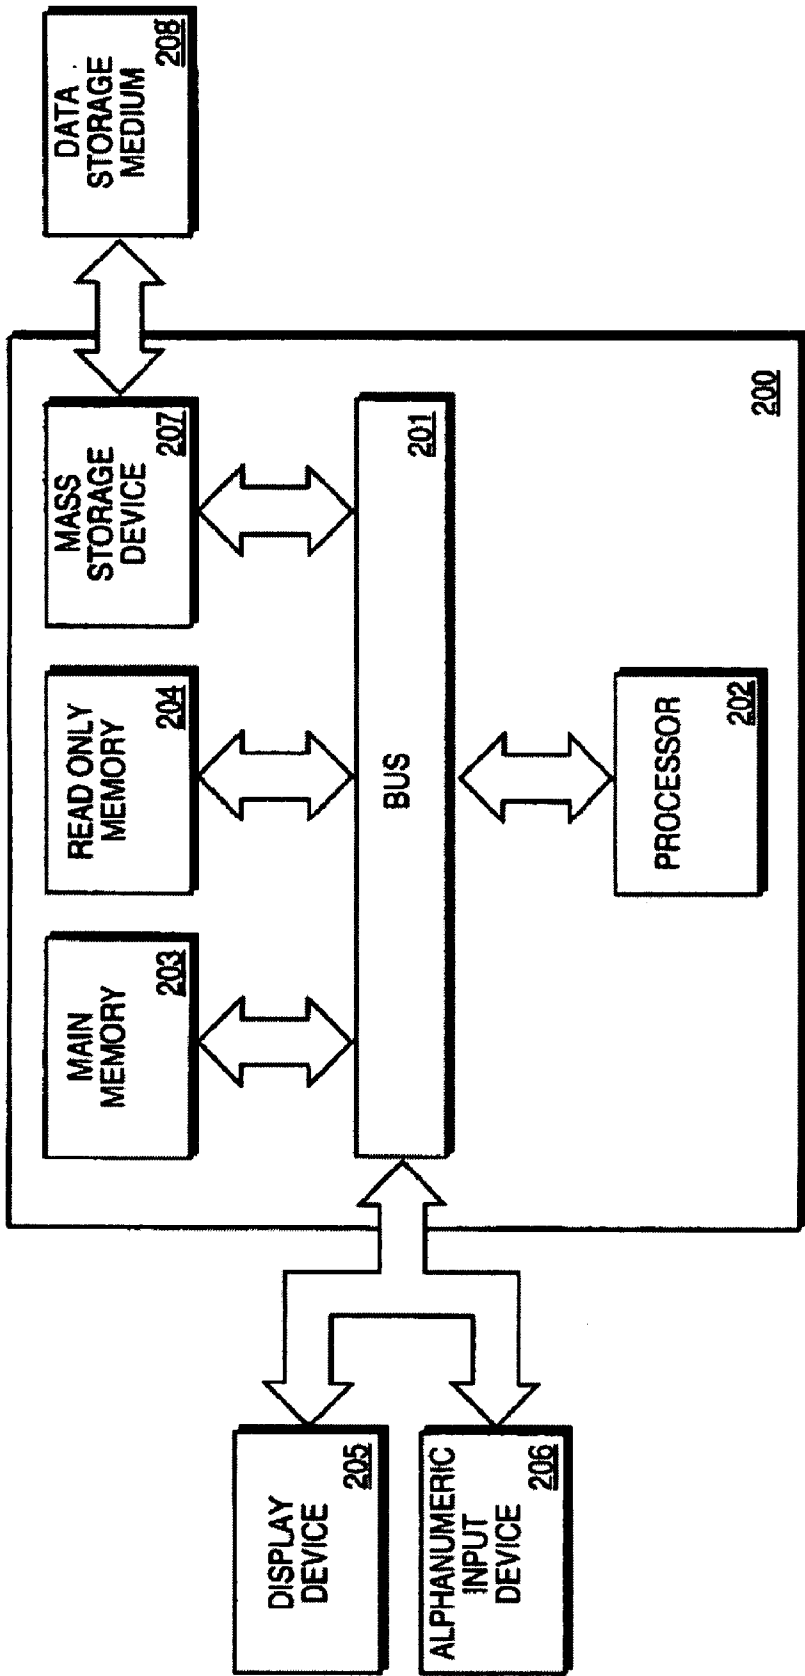 MAIN
MEMORY
203
READ ONLY
MEMORY
204
MASS
STORAGE
DEVICE
207
DATA
STORAGE
MEDIUM
208
DISPLAY
DEVICE
205
ALPHANUMERIC
INPUT
DEVICE
206
BUS
201
PROCESSOR
202
200